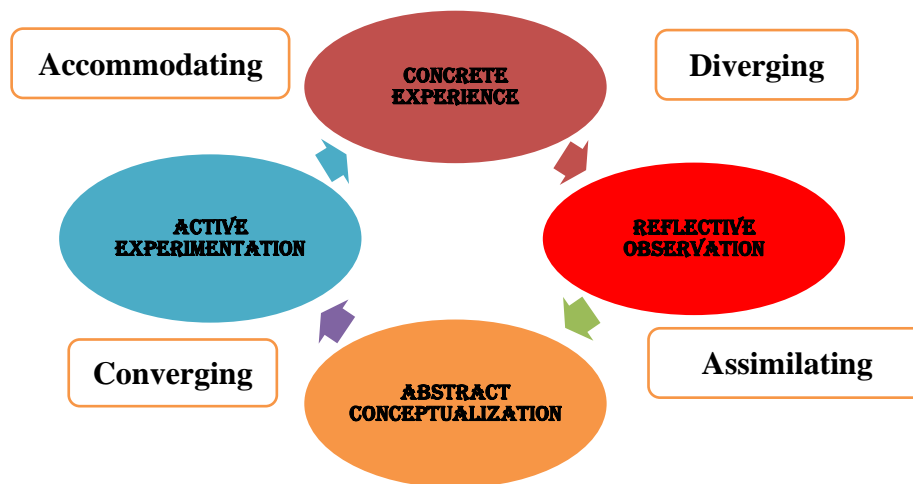 Accommodating
CONCRETE
EXPERIENCE
Diverging
ACTIVE
EXPERIMENTATION
REFLECTIVE
OBSERVATION
Converging
ABSTRACT
CONCEPTUALIZATION
Assimilating